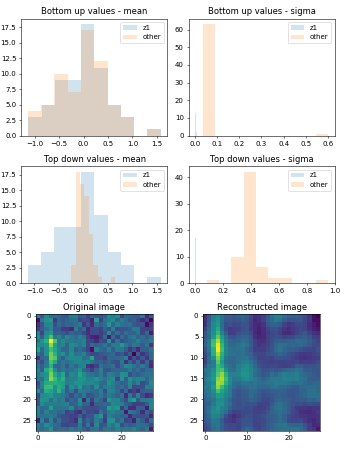 Bottom up values - mean
17.5
15.0
12.5
10.0
7.5
5.0
2.5
0.0
−1.0 −0.5 0.0 0.5 1.0 1.5
z1
other
Bottom up values - sigma
60
50
40
30
20
10
0
0.0 0.1 0.2 0.3 0.4 0.5 0.6
z1
other
Top down values - mean
17.5
15.0
12.5
10.0
7.5
5.0
2.5
0.0
−1.0 −0.5 0.0 0.5 1.0 1.5
z1
other
Top down values - sigma
40
30
20
10
0
0.0 0.2 0.4 0.6 0.8 1.0
z1
other
Original image
0
5
10
15
20
25
0 20
Reconstructed image
0
5
10
15
20
25
0 20